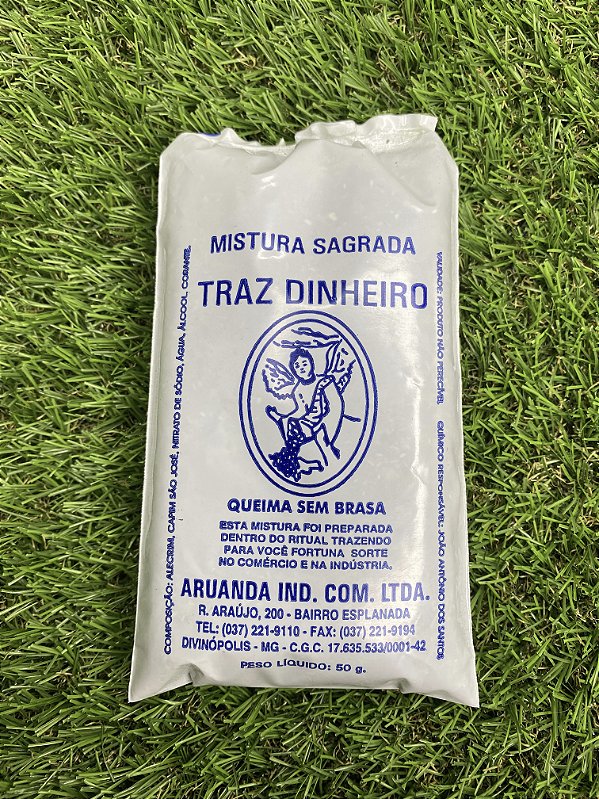 MISTURA SAGRADA
TRAZ DINHEIRO
QUEIMA SEM BRASA
ESTA MISTURA FOI PREPARADA
DENTRO DO RITUAL TRAZENDO
PARA VOCÊ FORTUNA SORTE
NO COMÉRCIO E NA INDÚSTRIA.
ARUANDA IND. COM. LTDA.
R. ARAÚJO, 200 - BAIRRO ESPLANADA
TEL: (037) 221-9110 - FAX: (037) 221-9194
DIVINÓPOLIS - MG - C.G.C. 17.635.533/0001-42
PESO LÍQUIDO: 50 g.
COMPOSIÇÃO: ALECRIM, CAPIM SÃO JOSÉ, NITRATO DE SÓDIO, ÁGUA, ÁLCOOL, CORANTE.
VALIDADE: PRODUTO NÃO PERECÍVEL QUÍMICO RESPONSÁVEL: JOÃO ANTÔNIO DOS SANTOS